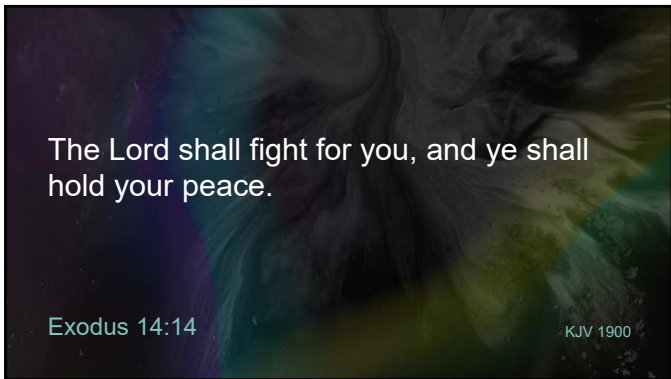 The Lord shall fight for you, and ye shall
hold your peace.
Exodus 14:14
KJV 1900